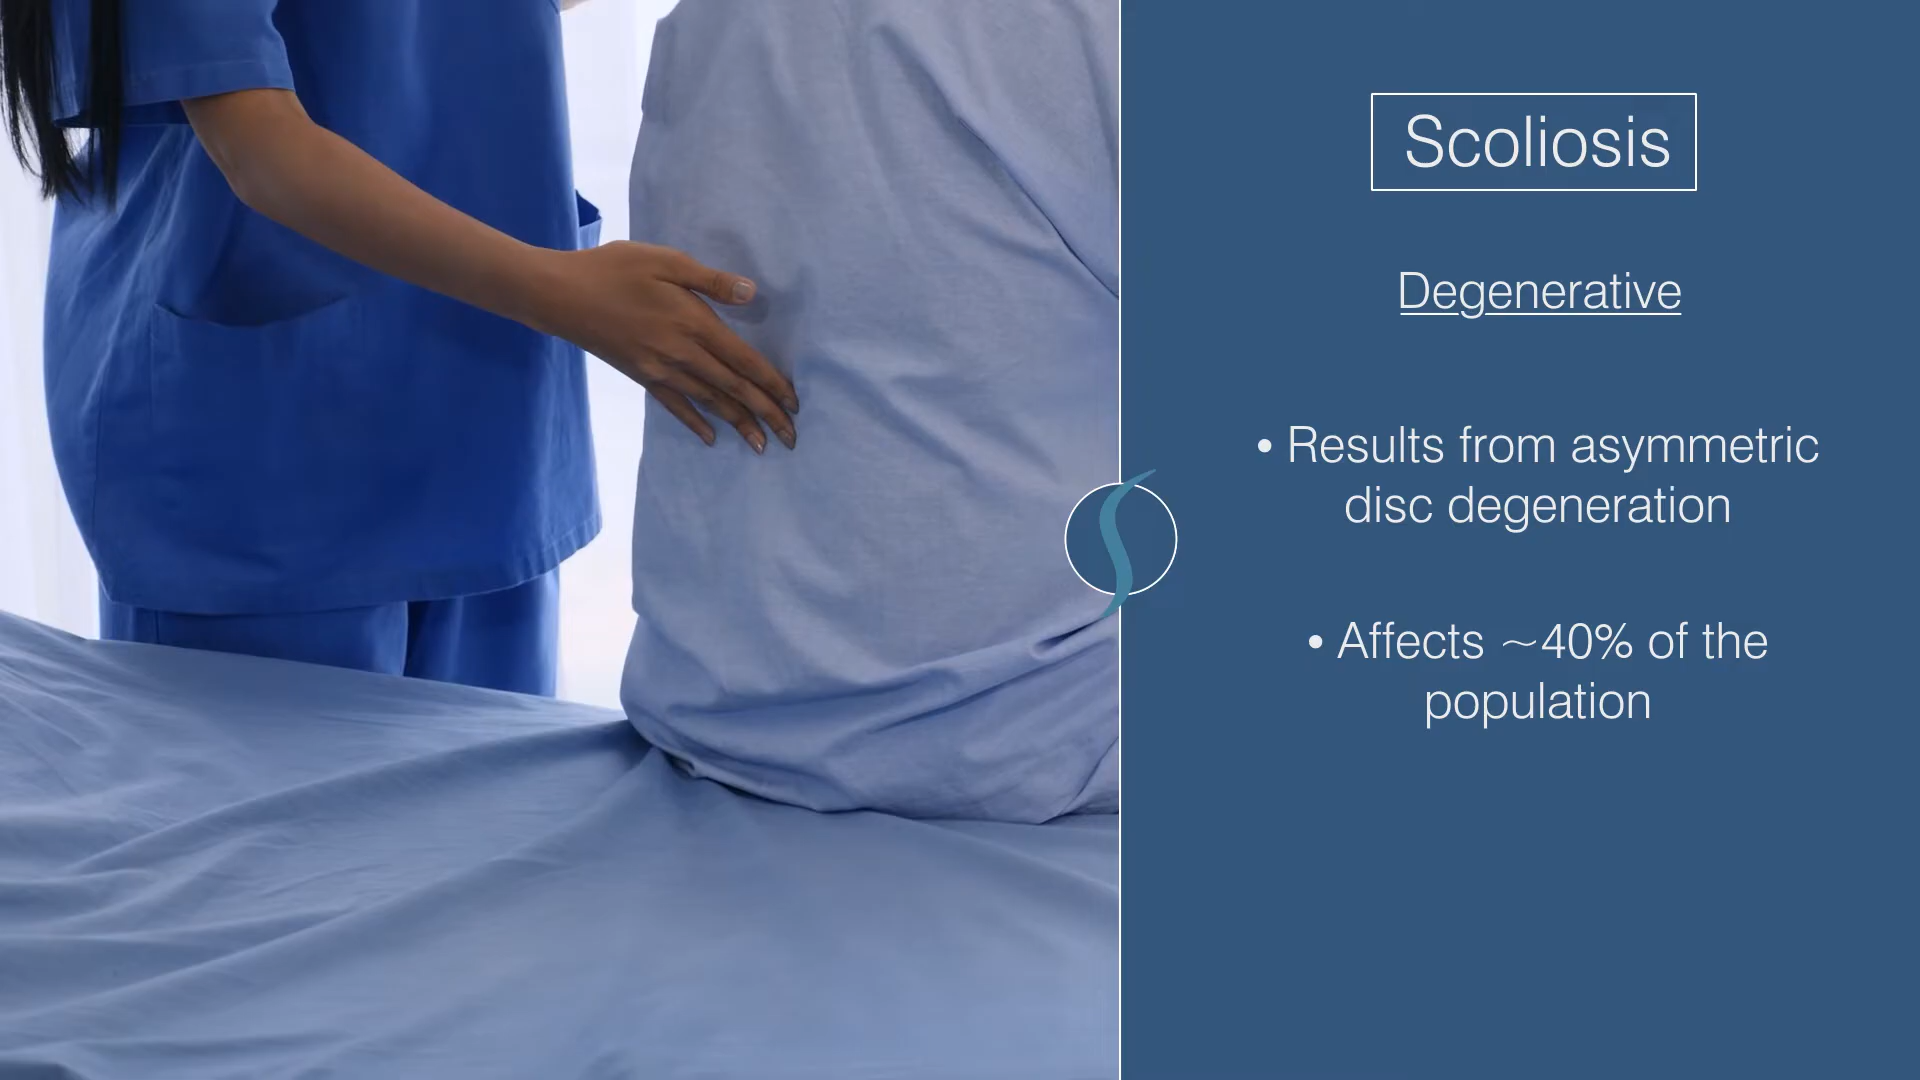 Scoliosis
Degenerative
• Results from asymmetric
disc degeneration
• Affects ~40% of the
population